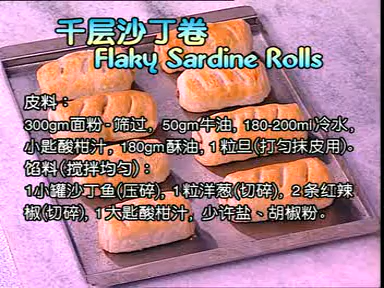 千层沙丁卷
Flaky Sardine Rolls
皮料：
300gm面粉-筛过，50gm牛油，180-200ml冷水，
小匙酸柑汁，180gm酥油，1粒旦(打匀抹皮用)。
馅料(搅拌均匀)：
1小罐沙丁鱼(压碎)，1粒洋葱(切碎)，2条红辣
椒(切碎)，1大匙酸柑汁，少许盐、胡椒粉。